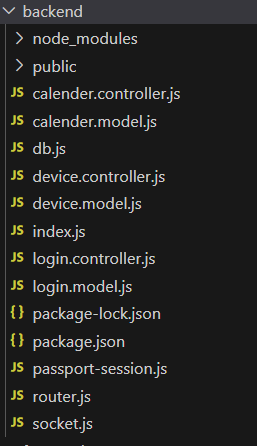 backend
node_modules
public
JS calender.controller.js
JS calender.model.js
JS db.js
JS device.controller.js
JS device.model.js
JS index.js
JS login.controller.js
JS login.model.js
{} package-lock.json
{} package.json
JS passport-session.js
JS router.js
JS socket.js